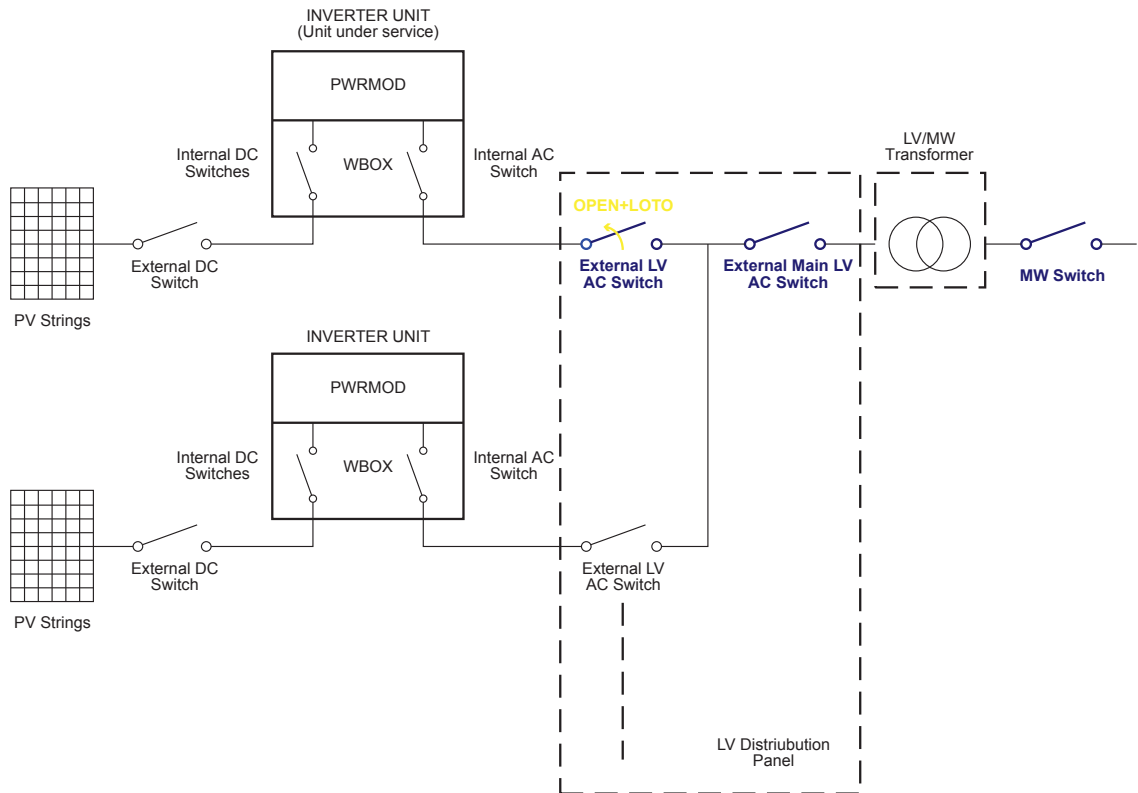 INVERTER UNIT
(Unit under service)
PWRMOD
Internal DC
Switches
WBOX
Internal AC
Switch
LV/MW
Transformer
OPEN+LOTO
External DC
Switch
External LV
AC Switch
External Main LV
AC Switch
MW Switch
PV Strings
INVERTER UNIT
PWRMOD
Internal DC
Switches
WBOX
Internal AC
Switch
External DC
Switch
External LV
AC Switch
PV Strings
LV Distriubution
Panel